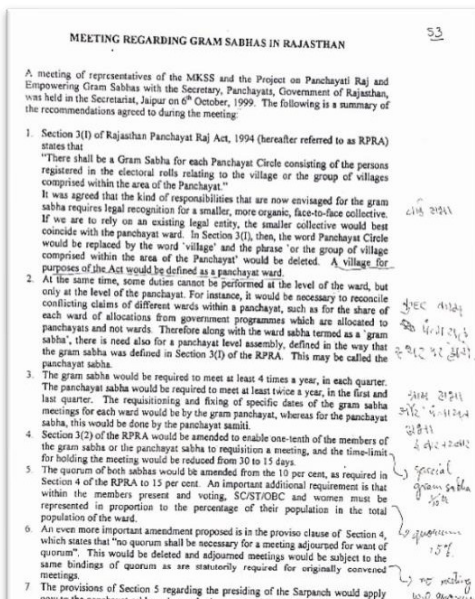 53
MEETING REGARDING GRAM SABHAS IN RAJASTHAN
A meeting of representatives of the MKSS and the Project on Panchayati Raj and
Empowering Gram Sabhas with the Secretary, Panchayats, Government of Rajasthan,
was held in the Secretariat, Jaipur on 6th October, 1999. The following is a summary of
the recommendations agreed to during the meeting:
1. Section 3(I) of Rajasthan Panchayat Raj Act, 1994 (hereafter referred to as RPRA)
states that
"There shall be a Gram Sabha for each Panchayat Circle consisting of the persons
registered in the electoral rolls relating to the village or the group of villages
comprised within the area of the Panchayat."
It was agreed that the kind of responsibilities that are now envisaged for the gram
sabha requires legal recognition for a smaller, more organic, face-to-face collective.
If we are to rely on an existing legal entity, the smaller collective would best
coincide with the panchayat ward. In Section 3(I), then, the word Panchayat Circle
would be replaced by the word 'village' and the phrase 'or the group of village
comprised within the area of the Panchayat' would be deleted. A village for
purposes of the Act would be defined as a panchayat ward.
2. At the same time, some duties cannot be performed at the level of the ward, but
only at the level of the panchayat. For instance, it would be necessary to reconcile
conflicting claims of different wards within a panchayat, such as for the share of
each ward of allocations from government programmes which are allocated to
panchayats and not wards. Therefore along with the ward sabha termed as a 'gram
sabha', there is need also for a panchayat level assembly, defined in the way that
the gram sabha was defined in Section 3(I) of the RPRA. This may be called the
panchayat sabha.
3. The gram sabha would be required to meet at least 4 times a year, in each quarter.
The panchayat sabha would be required to meet at least twice a year, in the first and
last quarter. The requisitioning and fixing of specific dates of the gram sabha
meetings for each ward would be by the gram panchayat, whereas for the panchayat
sabha, this would be done by the panchayat samiti.
4. Section 3(2) of the RPRA would be amended to enable one-tenth of the members of
the gram sabha or the panchayat sabha to requisition a meeting, and the time-limit
for holding the meeting would be reduced from 30 to 15 days.
special
gram sabha
5. The quorum of both sabhas would be amended from the 10 per cent, as required in
Section 4 of the RPRA to 15 per cent. An important additional requirement is that
within the members present and voting, SC/ST/OBC and women must be
represented in proportion to the percentage of their population in the total
population of the ward.
quorum
15%
6. An even more important amendment proposed is in the proviso clause of Section 4,
which states that "no quorum shall be necessary for a meeting adjourned for want of
quorum". This would be deleted and adjourned meetings would be subject to the
same bindings of quorum as are statutorily required for originally convened
meetings.
no meeting
w/o quorum
7 The provisions of Section 5 regarding the presiding of the Sarpanch would apply